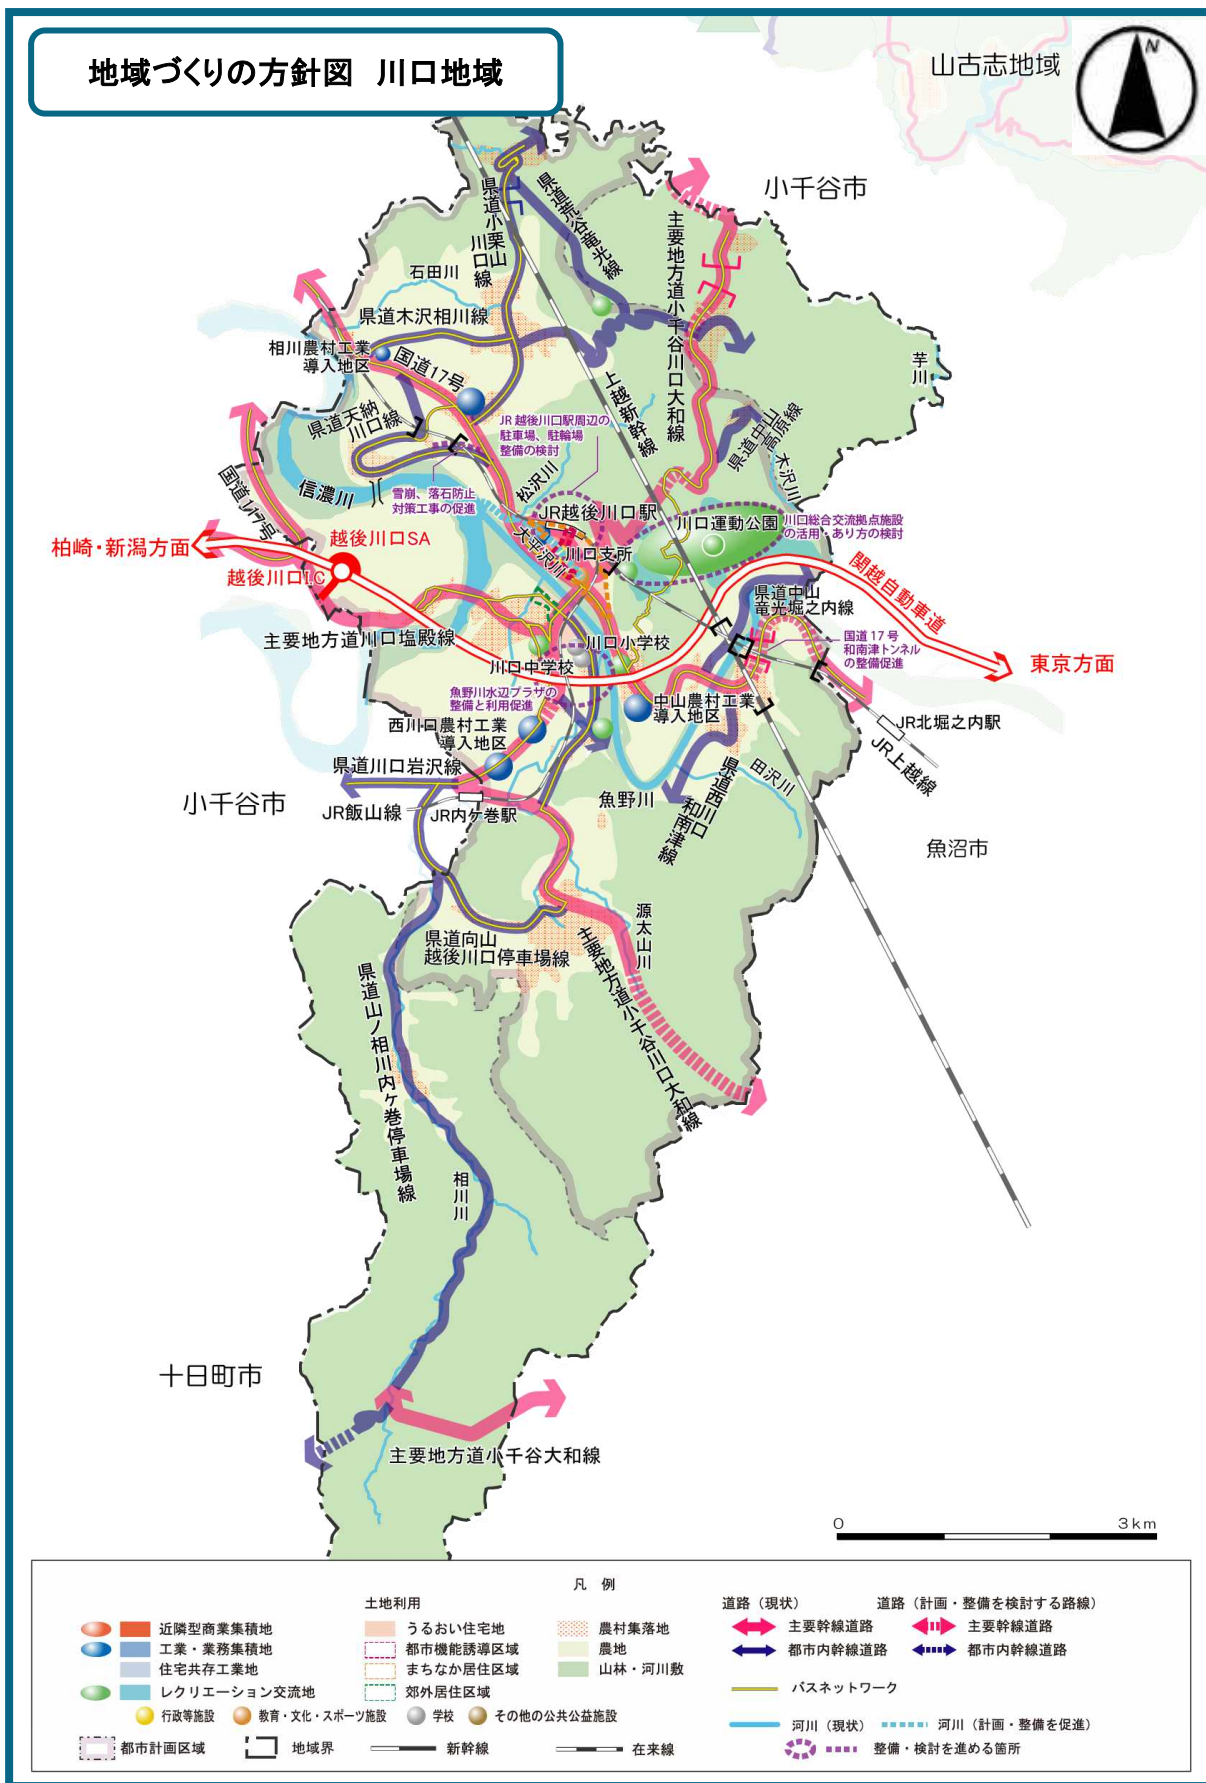 地域づくりの方針図　川口地域
N
山古志地域
小千谷市
県道小栗山
川口線
県道荒谷竜光線
主要地方道小千谷川口大和線
石田川
県道木沢相川線
相川農村工業
導入地区
国道17号
上越新幹線
芋川
県道天納
川口線
JR越後川口駅周辺の
駐車場、駐輪場
整備の検討
県道中山
高原線
木沢川
国道117号
信濃川
雪崩、落石防止
対策工事の促進
松沢川
JR越後川口駅
川口運動公園
川口総合交流拠点施設
の活用・あり方の検討
柏崎・新潟方面
越後川口SA
大平沢川
川口支所
越後川口I.C
関越自動車道
県道中山
竜光堀之内線
主要地方道川口塩殿線
川口小学校
国道17号
和南津トンネル
の整備促進
川口中学校
東京方面
魚野川水辺プラザの
整備と利用促進
中山農村工業
導入地区
西川口農村工業
導入地区
JR北堀之内駅
JR上越線
県道川口岩沢線
田沢川
小千谷市
JR飯山線
JR内ケ巻駅
魚野川
県道西川口
和南津線
魚沼市
県道向山
越後川口停車場線
源太山川
主要地方道小千谷川口大和線
県道山ノ相川内ヶ巻停車場線
相川川
十日町市
主要地方道小千谷大和線
0
3km
凡　例
土地利用
道路（現状）
道路（計画・整備を検討する路線）
近隣型商業集積地
うるおい住宅地
農村集落地
主要幹線道路
主要幹線道路
工業・業務集積地
都市機能誘導区域
農地
都市内幹線道路
都市内幹線道路
住宅共存工業地
まちなか居住区域
山林・河川敷
レクリエーション交流地
郊外居住区域
バスネットワーク
行政等施設
教育・文化・スポーツ施設
学校
その他の公共公益施設
河川（現状）
河川（計画・整備を促進）
都市計画区域
地域界
新幹線
在来線
整備・検討を進める箇所